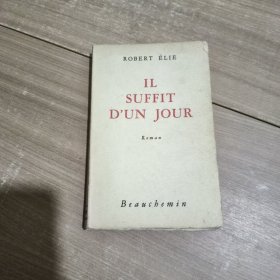 ROBERT ÉLIE
IL
SUFFIT
D'UN JOUR
Roman
Beauchemin